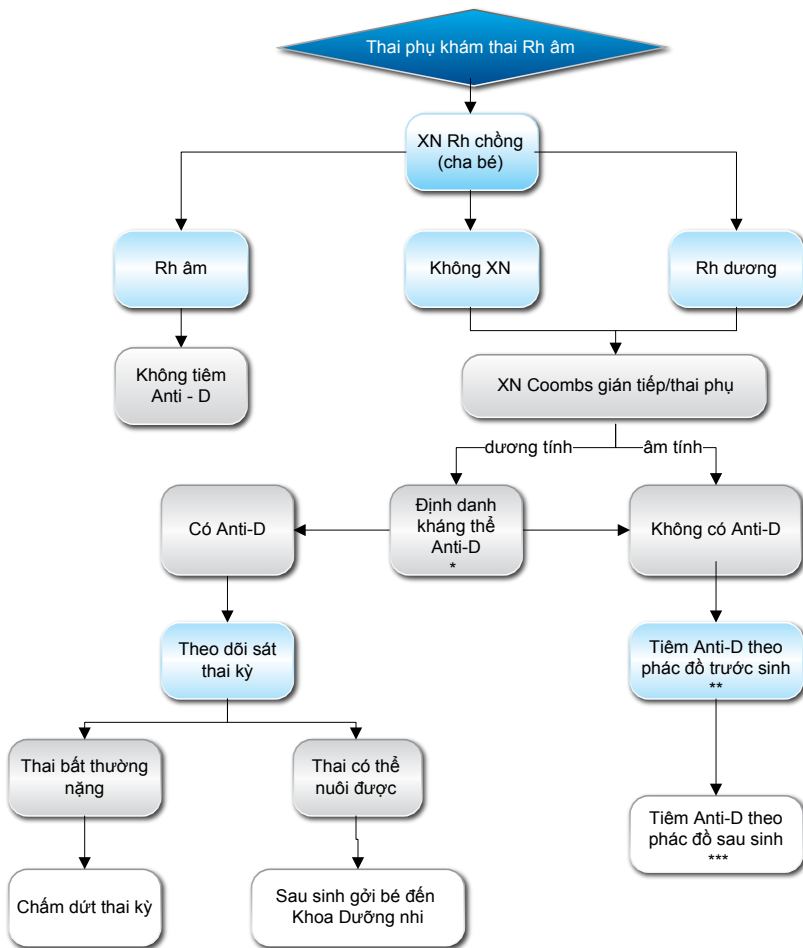 Thai phụ khám thai Rh âm
XN Rh chồng
(cha bé)
Rh âm
Không XN
Rh dương
Không tiêm
Anti - D
XN Coombs gián tiếp/thai phụ
dương tính
âm tính
Có Anti-D
Định danh
kháng thể
Anti-D
*
Không có Anti-D
Theo dõi sát
thai kỳ
Tiêm Anti-D theo
phác đồ trước sinh
**
Thai bất thường
nặng
Thai có thể
nuôi được
Tiêm Anti-D theo
phác đồ sau sinh
***
Chấm dứt thai kỳ
Sau sinh gởi bé đến
Khoa Dưỡng nhi